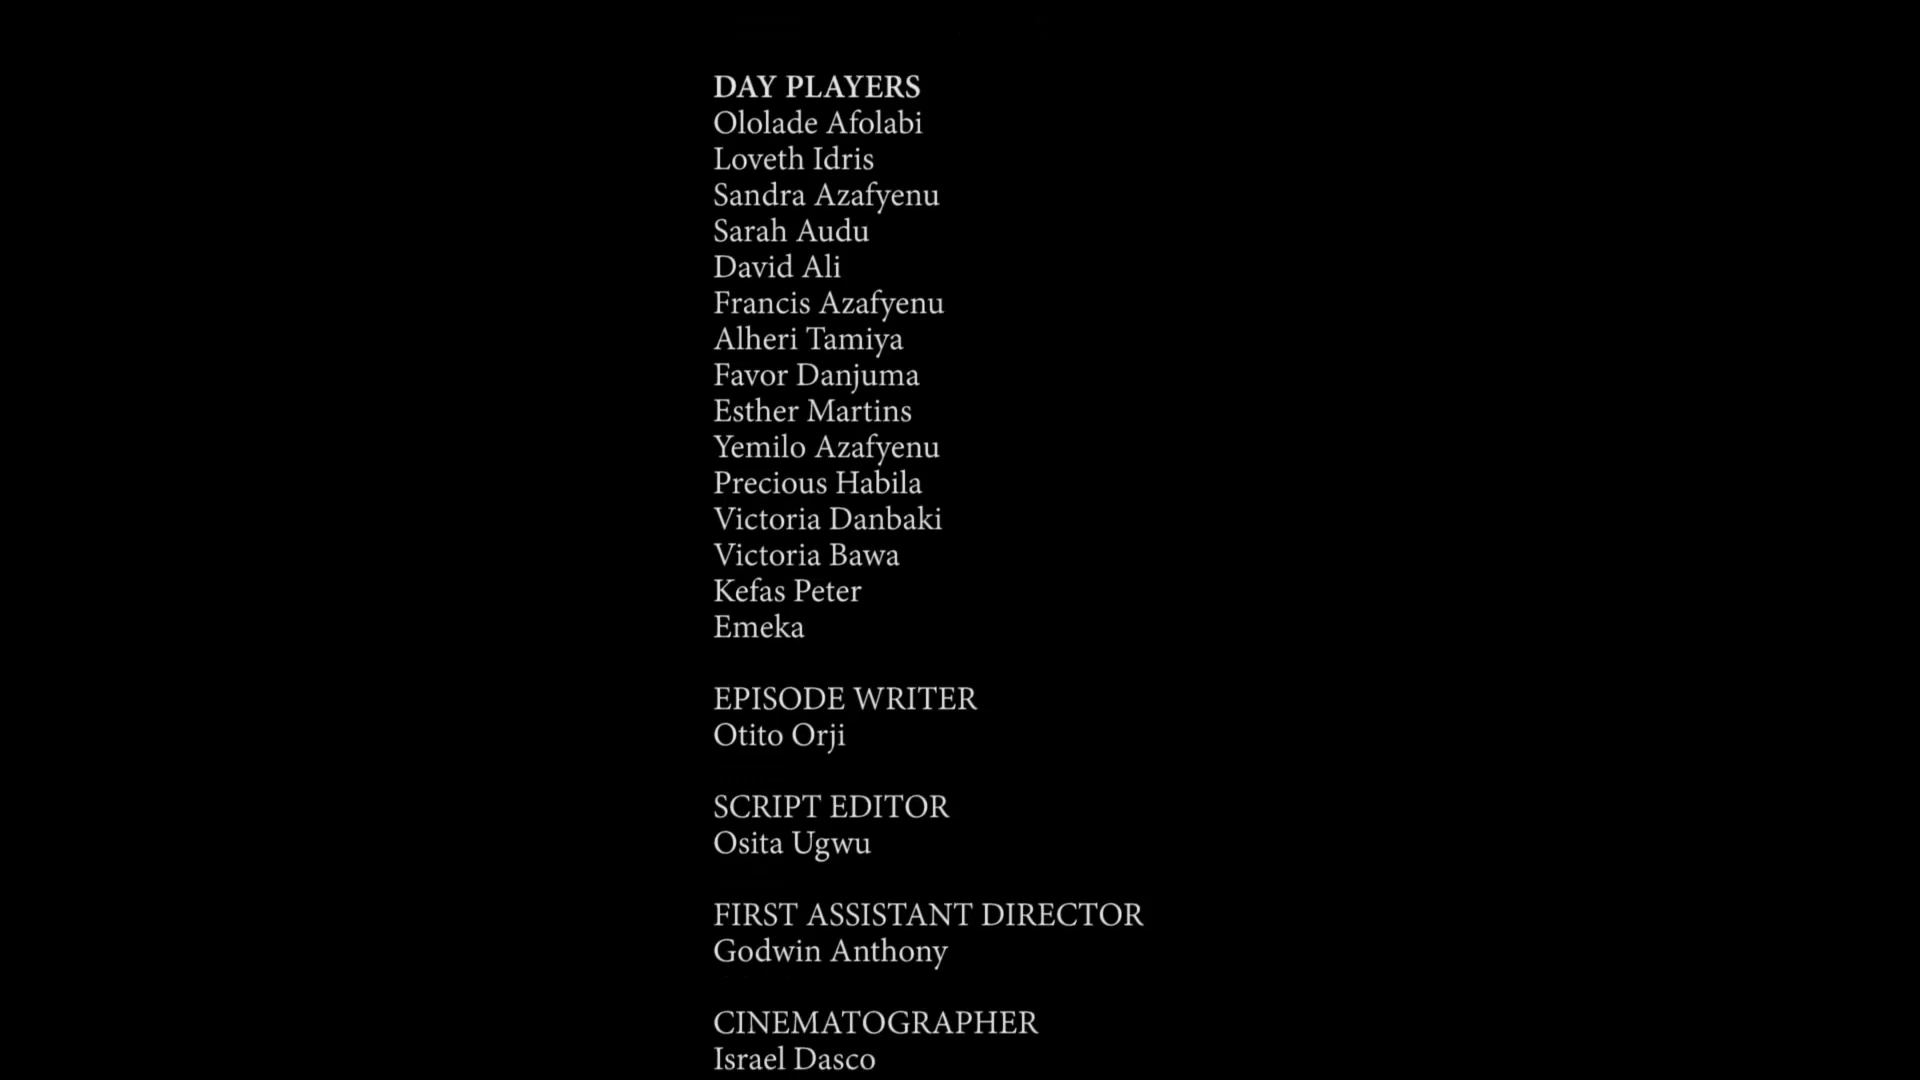 DAY PLAYERS
Ololade Afolabi
Loveth Idris
Sandra Azafyenu
Sarah Audu
David Ali
Francis Azafyenu
Alheri Tamiya
Favor Danjuma
Esther Martins
Yemilo Azafyenu
Precious Habila
Victoria Danbaki
Victoria Bawa
Kefas Peter
Emeka
EPISODE WRITER
Otito Orji
SCRIPT EDITOR
Osita Ugwu
FIRST ASSISTANT DIRECTOR
Godwin Anthony
CINEMATOGRAPHER
Israel Dasco